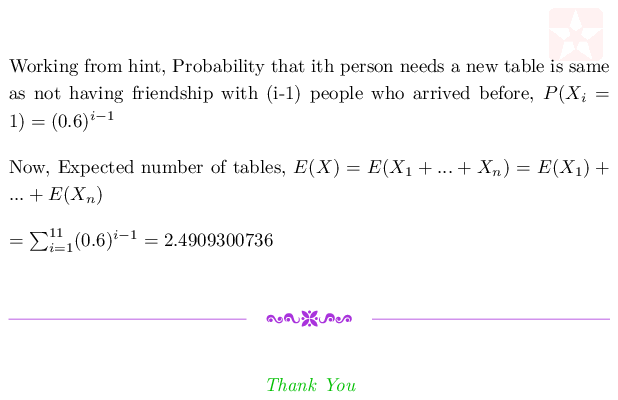 Working from hint, Probability that ith person needs a new table is same
as not having friendship with (i-1) people who arrived before, $P(X_i =
1) = (0.6)^{i-1}$
Now, Expected number of tables, $E(X) = E(X_1 + ... + X_n) = E(X_1) +
... + E(X_n)$
$= \sum_{i=1}^{11} (0.6)^{i-1} = 2.4909300736$
Thank You